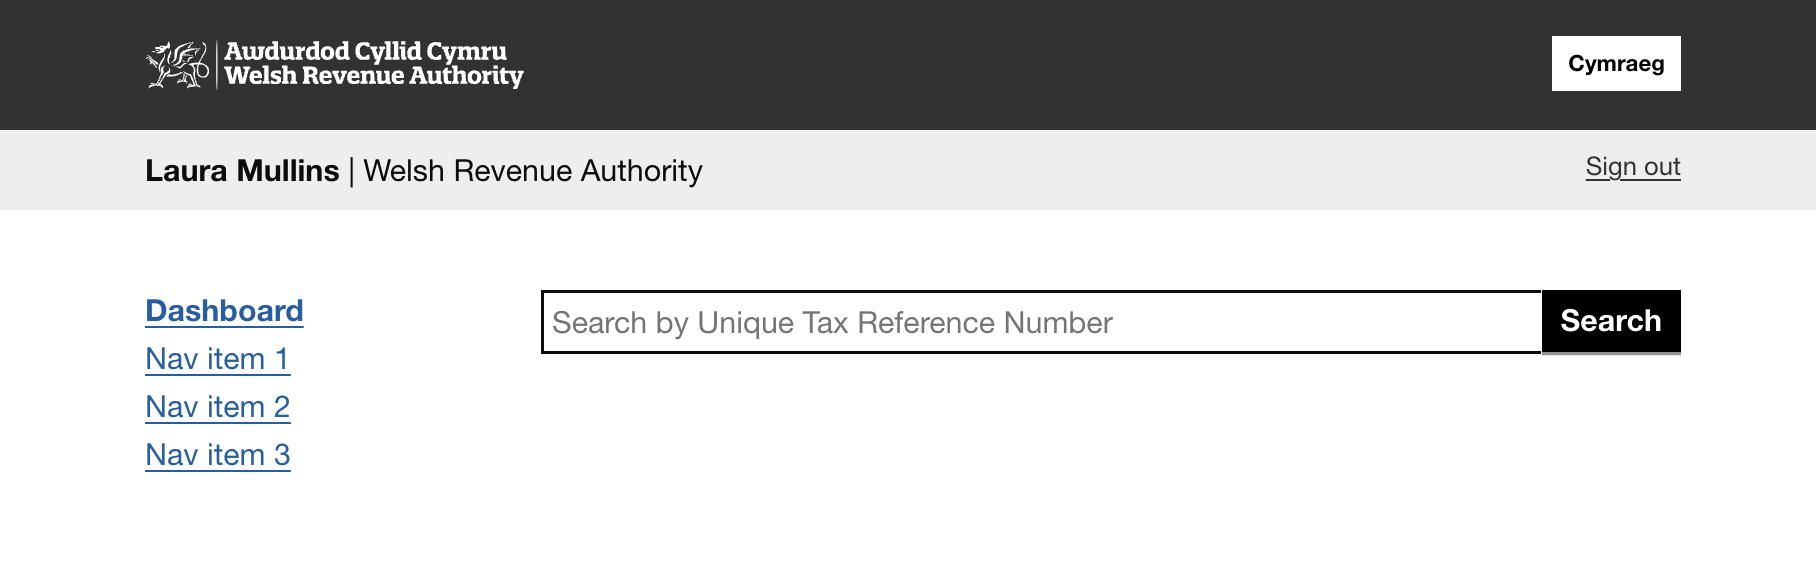 Awdurdod Cyllid Cymru
Welsh Revenue Authority
Cymraeg
Laura Mullins | Welsh Revenue Authority
Sign out
Dashboard
Nav item 1
Nav item 2
Nav item 3
Search by Unique Tax Reference Number
Search